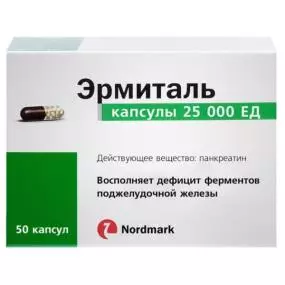 Эрмиталь
капсулы 25 000 ЕД
Действующее вещество: панкреатин
Восполняет дефицит ферментов
поджелудочной железы
50 капсул
Nordmark